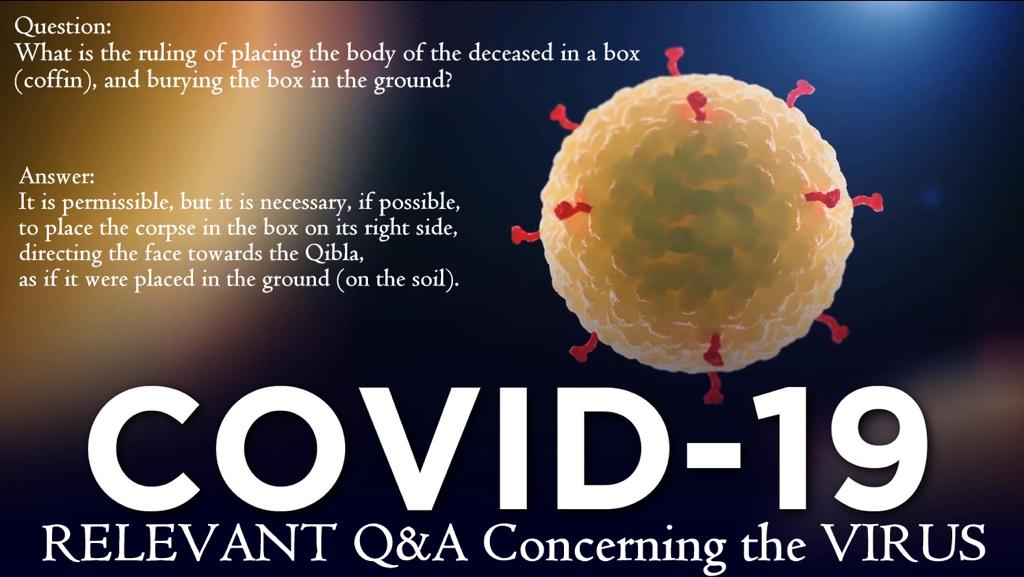 Question:
What is the ruling of placing the body of the deceased in a box
(coffin), and burying the box in the ground?
Answer:
It is permissible, but it is necessary, if possible,
to place the corpse in the box on its right side,
directing the face towards the Qibla,
as if it were placed in the ground (on the soil).
COVID-19
RELEVANT Q&A Concerning the VIRUS